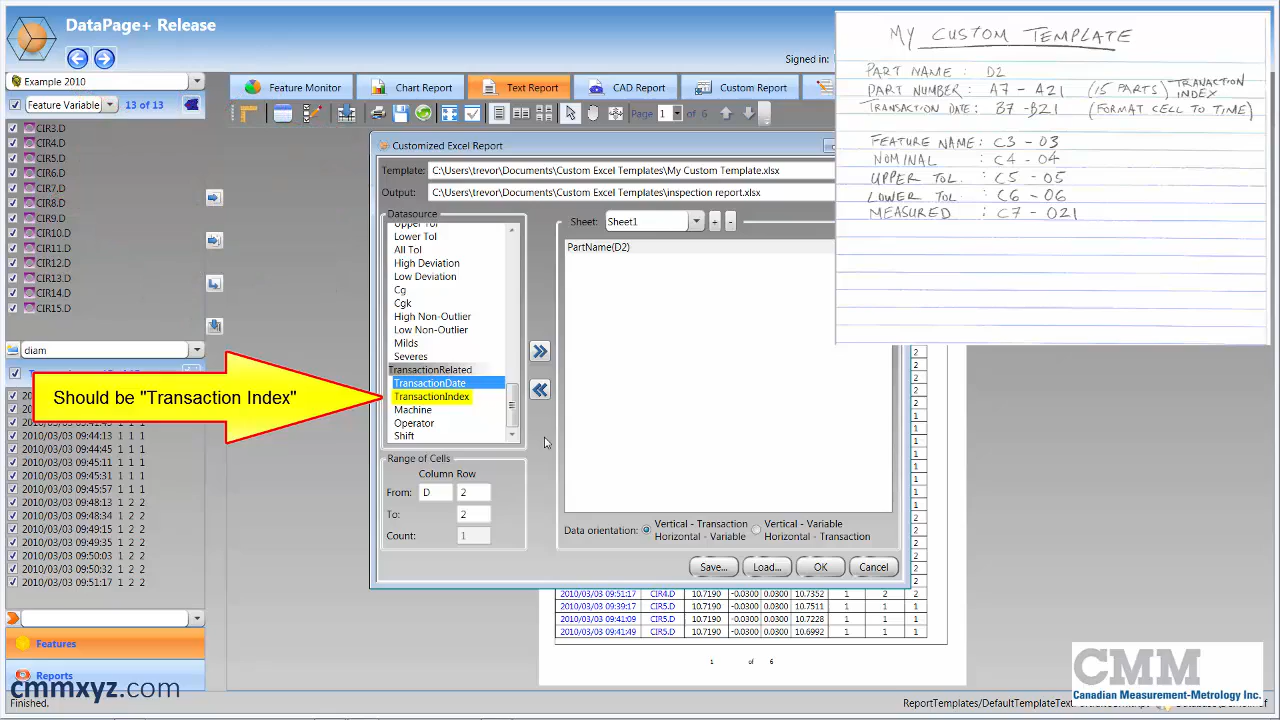 DataPage+ Release
Signed in:
Example 2010
Feature Variable 13 of 13
Feature Monitor
Chart Report
Text Report
CAD Report
Custom Report
Page 1 of 6
CIR3.D
CIR4.D
CIR5.D
CIR6.D
CIR7.D
CIR8.D
CIR9.D
CIR10.D
CIR11.D
CIR12.D
CIR13.D
CIR14.D
CIR15.D
diam
2010/03/03 09:44:13 1 1 1
2010/03/03 09:44:45 1 1 1
2010/03/03 09:45:11 1 1 1
2010/03/03 09:45:31 1 1 1
2010/03/03 09:45:57 1 1 1
2010/03/03 09:48:13 1 2 2
2010/03/03 09:48:34 1 2 2
2010/03/03 09:49:15 1 2 2
2010/03/03 09:49:35 1 2 2
2010/03/03 09:50:03 1 2 2
2010/03/03 09:50:32 1 2 2
2010/03/03 09:51:17 1 2 2
Features
Reports
cmmxyz.com
Finished.
Should be "Transaction Index"
Customized Excel Report
Template: C:\Users\trevor\Documents\Custom Excel Templates\My Custom Template.xlsx
Output: C:\Users\trevor\Documents\Custom Excel Templates\inspection report.xlsx
Datasource
Upper Tol
Lower Tol
All Tol
High Deviation
Low Deviation
Cg
Cgk
High Non-Outlier
Low Non-Outlier
Milds
Severes
TransactionRelated
TransactionDate
TransactionIndex
Machine
Operator
Shift
Range of Cells
Column Row
From: D 2
To: 2
Count: 1
Sheet: Sheet1 + -
PartName(D2)
Data orientation:
Vertical - Transaction
Horizontal - Variable
Vertical - Variable
Horizontal - Transaction
Save... Load... OK Cancel
2010/03/03 09:51:17 CIR4.D 10.7190 -0.0300 0.0300 10.7352 1 2 2
2010/03/03 09:39:17 CIR5.D 10.7190 -0.0300 0.0300 10.7511 1 1 1
2010/03/03 09:41:09 CIR5.D 10.7190 -0.0300 0.0300 10.7228 1 1 1
2010/03/03 09:41:49 CIR5.D 10.7190 -0.0300 0.0300 10.6992 1 1 1
1 of 6
MY CUSTOM TEMPLATE
PART NAME : D2
PART NUMBER : A7 - A21 (15 PARTS) TRANACTION INDEX
TRANSACTION DATE: B7 - B21 (FORMAT CELL TO TIME)
FEATURE NAME: C3 - O3
NOMINAL : C4 - O4
UPPER TOL. : C5 - O5
LOWER TOL : C6 - O6
MEASURED : C7 - O21
CMM
Canadian Measurement-Metrology Inc.